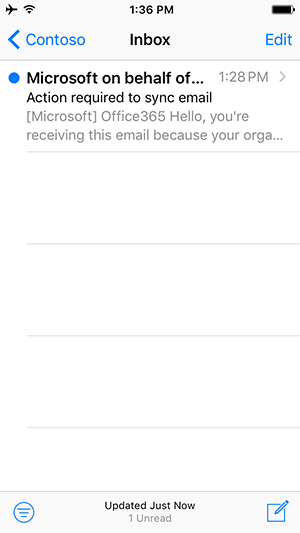 1:36 PM
Contoso Inbox Edit
Microsoft on behalf of... 1:28 PM
Action required to sync email
[Microsoft] Office365 Hello, you're
receiving this email because your orga...
Updated Just Now
1 Unread